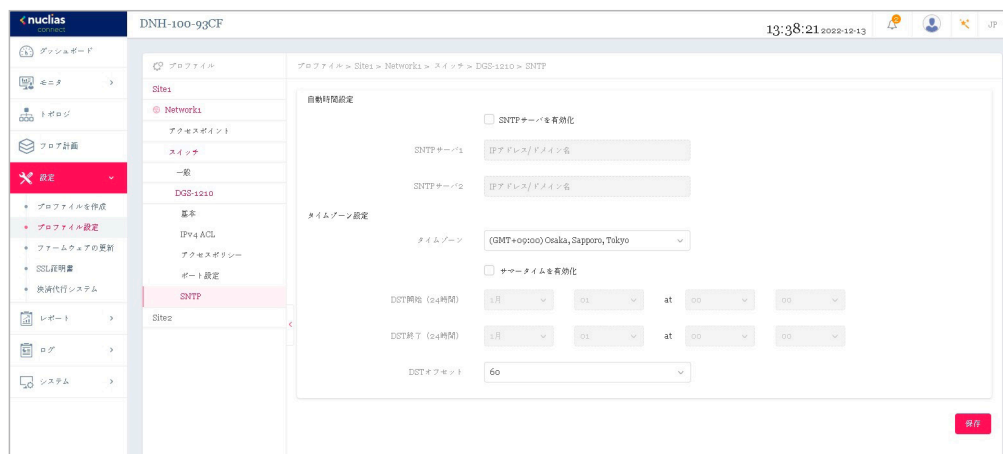 nuclias
connect
DNH-100-93CF
13:38:21 2022-12-13
JP
ダッシュボード
モニタ
トポロジ
フロア計画
設定
プロファイルを作成
プロファイル設定
ファームウェアの更新
SSL証明書
決済代行システム
レポート
ログ
システム
プロファイル
Site1
Network1
アクセスポイント
スイッチ
一般
DGS-1210
基本
IPv4 ACL
アクセスポリシー
ポート設定
SNTP
Site2
プロファイル > Site1 > Network1 > スイッチ > DGS-1210 > SNTP
自動時間設定
SNTPサーバを有効化
SNTPサーバ1 IPアドレス/ドメイン名
SNTPサーバ2 IPアドレス/ドメイン名
タイムゾーン設定
タイムゾーン (GMT+09:00) Osaka, Sapporo, Tokyo
サマータイムを有効化
DST開始（24時間） 1月 01 at 00 00
DST終了（24時間） 1月 01 at 00 00
DSTオフセット 60
保存